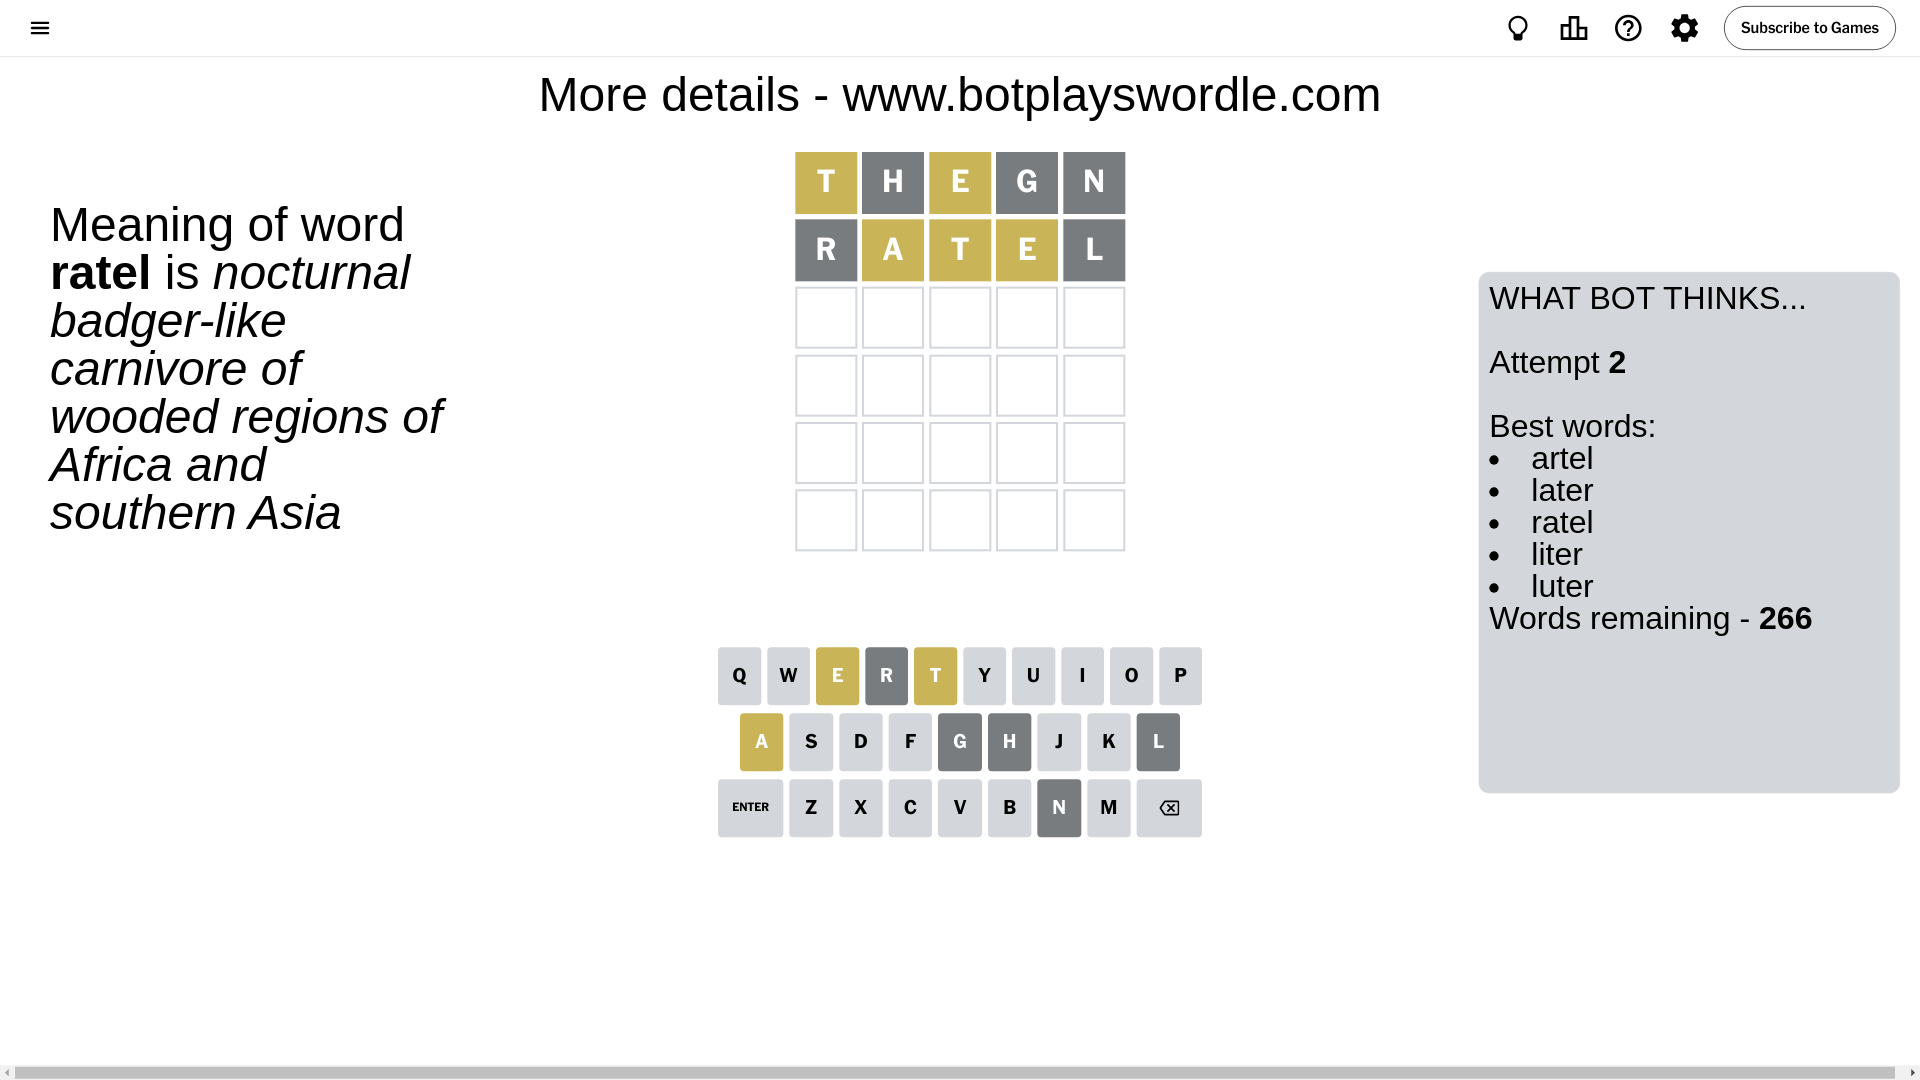 Subscribe to Games
More details - www.botplayswordle.com
Meaning of word
ratel is nocturnal
badger-like
carnivore of
wooded regions of
Africa and
southern Asia
T H E G N
R A T E L
WHAT BOT THINKS...
Attempt 2
Best words:
• artel
• later
• ratel
• liter
• luter
Words remaining - 266
Q W E R T Y U I O P
A S D F G H J K L
ENTER Z X C V B N M